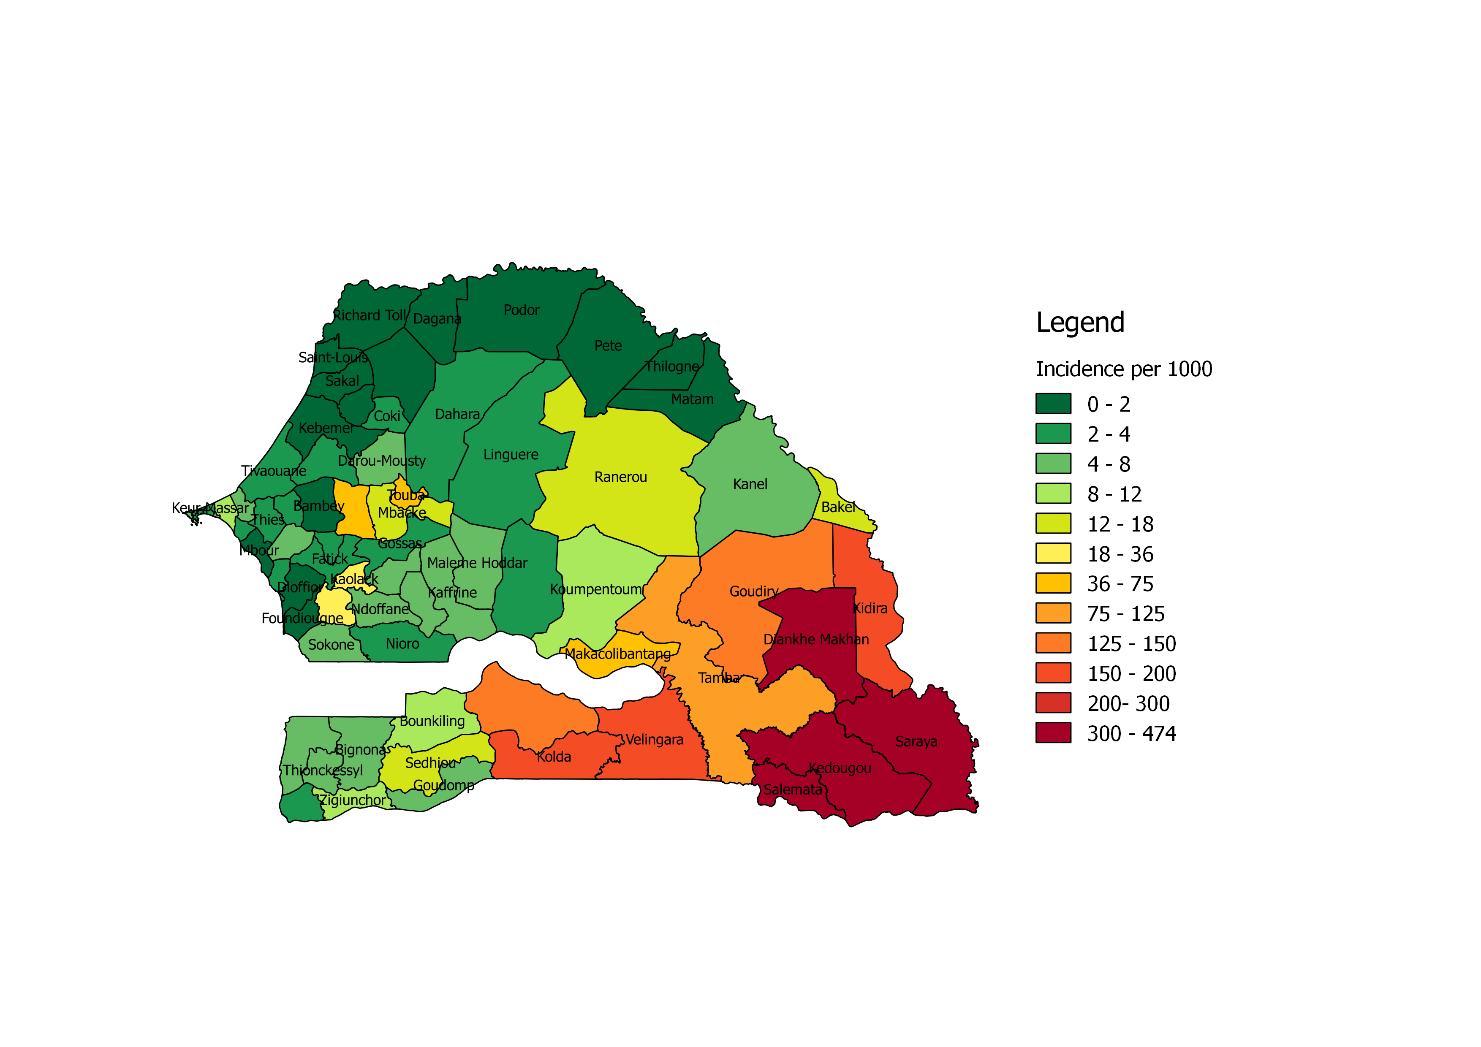 Legend
Incidence per 1000
0 - 2
2 - 4
4 - 8
8 - 12
12 - 18
18 - 36
36 - 75
75 - 125
125 - 150
150 - 200
200- 300
300 - 474
Podor
Richard Toll
Dagana
Pete
Saint-Louis
Thilogne
Sakal
Matam
Coki
Dahara
Kebemer
Linguere
Darou-Mousty
Tivaouane
Ranerou
Kanel
Touba
Keur Massar
Bambey
Bakel
Mbacke
Thies
Gossas
Mbour
Fatick
Maleme Hoddar
Kaolack
Dioffior
Koumpentoum
Goudiry
Kaffrine
Ndoffane
Kidira
Foundiougne
Diankhe Makhan
Sokone
Nioro
Makacolibantang
Tamba
Bounkiling
Velingara
Saraya
Bignona
Kolda
Sedhiou
Kedougou
Thionckessyl
Goudomp
Salemata
Zigiunchor